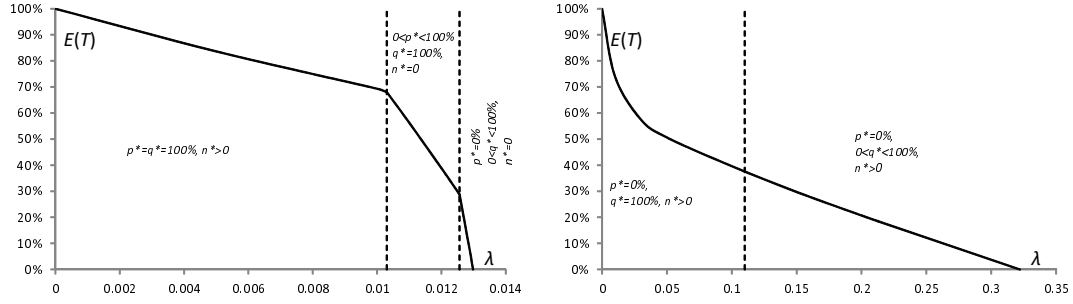 100%
90%
80%
70%
60%
50%
40%
30%
20%
10%
0%
E(T)
0<p*<100%
q*=100%,
n*=0
p*=q*=100%, n*>0
p*=0%
0<q*<100%,
n*=0
λ
0 0.002 0.004 0.006 0.008 0.01 0.012 0.014
100%
90%
80%
70%
60%
50%
40%
30%
20%
10%
0%
E(T)
p*=0%,
q*=100%, n*>0
p*=0%,
0<q*<100%,
n*>0
λ
0 0.05 0.1 0.15 0.2 0.25 0.3 0.35